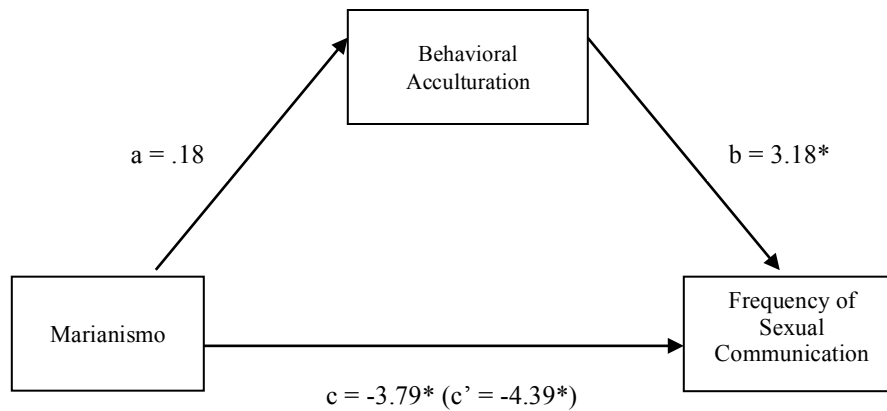 Behavioral
Acculturation
a = .18
b = 3.18*
Marianismo
Frequency of
Sexual
Communication
c = -3.79* (c’ = -4.39*)